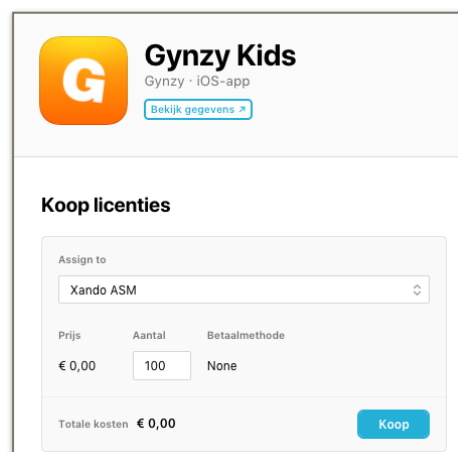 G
Gynzy Kids
Gynzy · iOS-app
Bekijk gegevens ↗
Koop licenties
Assign to
Xando ASM
Prijs Aantal Betaalmethode
€ 0,00 100 None
Totale kosten € 0,00 Koop